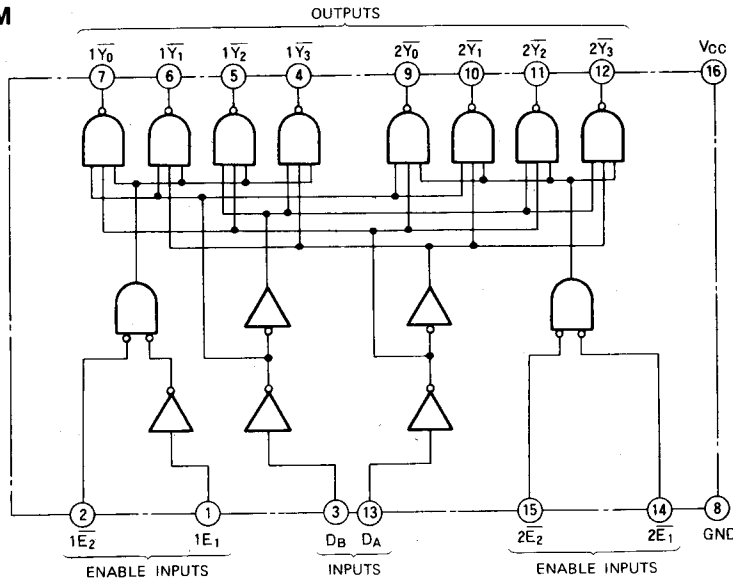 M
OUTPUTS
1Y̅0 1Y̅1 1Y̅2 1Y̅3 2Y̅0 2Y̅1 2Y̅2 2Y̅3 VCC
7 6 5 4 9 10 11 12 16
2 1 3 13 15 14 8
1E̅2 1E1 DB DA 2E̅2 2E̅1 GND
ENABLE INPUTS INPUTS ENABLE INPUTS